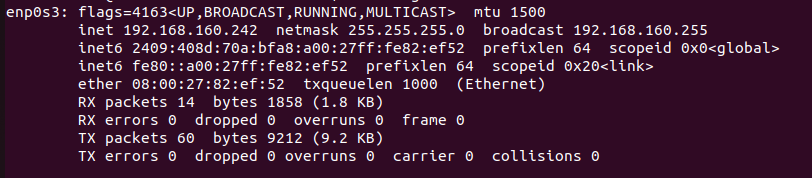 enp0s3: flags=4163<UP,BROADCAST,RUNNING,MULTICAST>  mtu 1500
        inet 192.168.160.242  netmask 255.255.255.0  broadcast 192.168.160.255
        inet6 2409:408d:70a:bfa8:a00:27ff:fe82:ef52  prefixlen 64  scopeid 0x0<global>
        inet6 fe80::a00:27ff:fe82:ef52  prefixlen 64  scopeid 0x20<link>
        ether 08:00:27:82:ef:52  txqueuelen 1000  (Ethernet)
        RX packets 14  bytes 1858 (1.8 KB)
        RX errors 0  dropped 0  overruns 0  frame 0
        TX packets 60  bytes 9212 (9.2 KB)
        TX errors 0  dropped 0 overruns 0  carrier 0  collisions 0